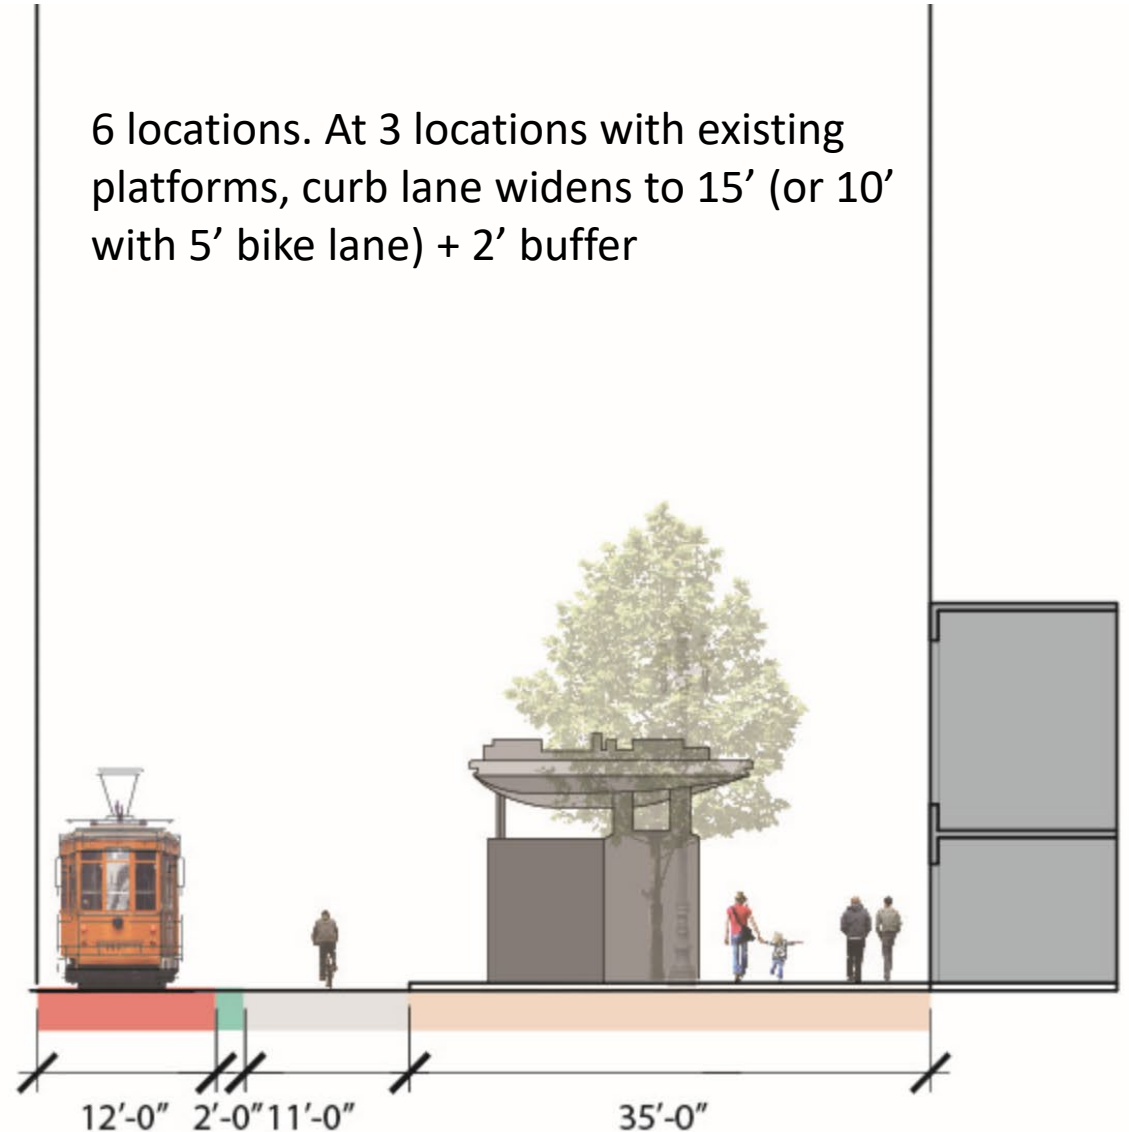 6 locations. At 3 locations with existing
platforms, curb lane widens to 15’ (or 10’
with 5’ bike lane) + 2’ buffer
12′-0″ 2′-0″ 11′-0″ 35′-0″